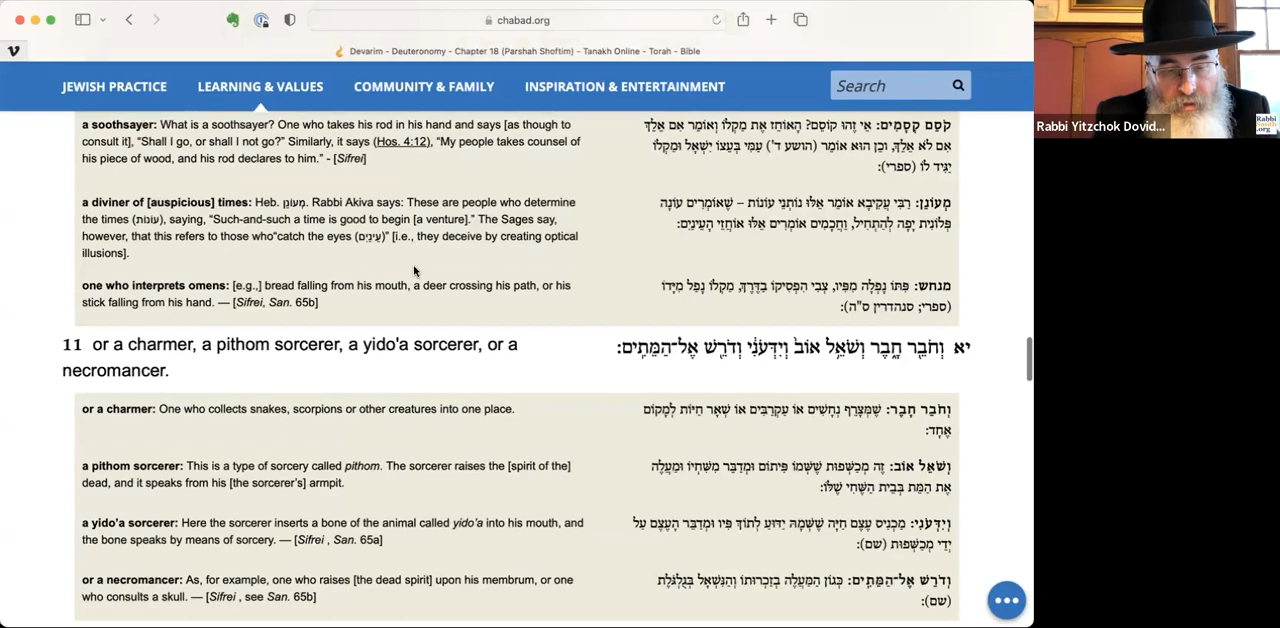 chabad.org
Devarim - Deuteronomy - Chapter 18 (Parshah Shoftim) - Tanakh Online - Torah - Bible
JEWISH PRACTICE LEARNING & VALUES COMMUNITY & FAMILY INSPIRATION & ENTERTAINMENT Search
Rabbi Yitzchok Dovid...
Rabbi
.org
a soothsayer: What is a soothsayer? One who takes his rod in his hand and says [as though to
consult it], “Shall I go, or shall I not go?” Similarly, it says (Hos. 4:12), “My people takes counsel of
his piece of wood, and his rod declares to him.” - [Sifrei]
קֹסֵם קְסָמִים: אֵי זֶהוּ קוֹסֵם? הָאוֹחֵז אֶת מַקְלוֹ וְאוֹמֵר אִם אֵלֵךְ
אִם לֹא אֵלֵךְ, וְכֵן הוּא אוֹמֵר (הושע ד') עַמִּי בְּעֵצוֹ יִשְׁאָל וּמַקְלוֹ
יַגִּיד לוֹ (ספרי):
a diviner of [auspicious] times: Heb. מְעוֹנֵן. Rabbi Akiva says: These are people who determine
the times (עוֹנוֹת), saying, “Such-and-such a time is good to begin [a venture].” The Sages say,
however, that this refers to those who“catch the eyes (עֵינַיִם)” [i.e., they deceive by creating optical
illusions].
מְעוֹנֵן: רַבִּי עֲקִיבָא אוֹמֵר אֵלּוּ נוֹתְנֵי עוֹנוֹת – שֶׁאוֹמְרִים עוֹנָה
פְּלוֹנִית יָפָה לְהַתְחִיל, וַחֲכָמִים אוֹמְרִים אֵלּוּ אוֹחֲזֵי הָעֵינַיִם:
one who interprets omens: [e.g.,] bread falling from his mouth, a deer crossing his path, or his
stick falling from his hand. — [Sifrei, San. 65b]
מנחש: פִּתּוֹ נָפְלָה מִפִּיו, צְבִי הִפְסִיקוֹ בַדֶּרֶךְ, מַקְלוֹ נָפַל מִיָּדוֹ
(ספרי; סנהדרין ס"ה):
11 or a charmer, a pithom sorcerer, a yido'a sorcerer, or a
necromancer.
יא וְחֹבֵ֖ר חָ֑בֶר וְשֹׁאֵ֥ל אוֹב֙ וְיִדְּעֹנִ֔י וְדֹרֵ֖שׁ אֶל־הַמֵּתִֽים:
or a charmer: One who collects snakes, scorpions or other creatures into one place.
וְחֹבֵר חָבֶר: שֶׁמְּצָרֵף נְחָשִׁים אוֹ עַקְרַבִּים אוֹ שְׁאָר חַיּוֹת לְמָקוֹם
אֶחָד:
a pithom sorcerer: This is a type of sorcery called pithom. The sorcerer raises the [spirit of the]
dead, and it speaks from his [the sorcerer's] armpit.
וְשֹׁאֵל אוֹב: זֶה מְכַשְּׁפוּת שֶׁשְּׁמוֹ פִּיתוֹם וּמְדַבֵּר מִשֶּׁחְיוֹ וּמַעֲלֶה
אֶת הַמֵּת בְּבֵית הַשֶּׁחִי שֶׁלּוֹ:
a yido’a sorcerer: Here the sorcerer inserts a bone of the animal called yido’a into his mouth, and
the bone speaks by means of sorcery. — [Sifrei , San. 65a]
וְיִדְּעֹנִי: מַכְנִיס עֶצֶם חַיָּה שֶׁשְּׁמָהּ יַדּוּעַ לְתוֹךְ פִּיו וּמְדַבֵּר הָעֶצֶם עַל
יְדֵי מְכַשְּׁפוּת (שם):
or a necromancer: As, for example, one who raises [the dead spirit] upon his membrum, or one
who consults a skull. — [Sifrei , see San. 65b]
וְדֹרֵשׁ אֶל־הַמֵּתִים: כְּגוֹן הַמַּעֲלֶה בִּזְכְרוּתוֹ וְהַנִּשְׁאָל בְּגֻלְגֹּלֶת
(שם):